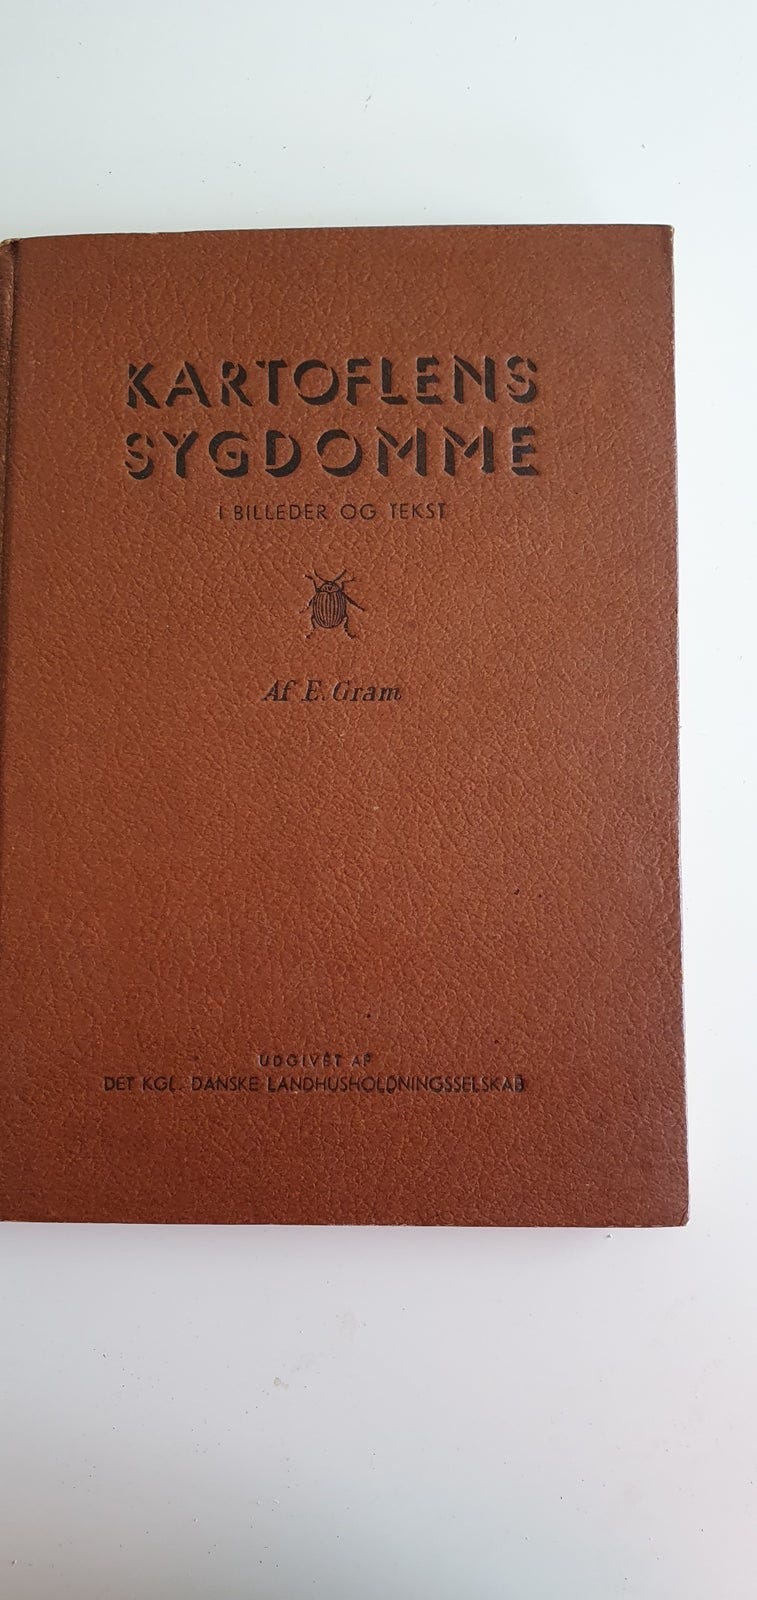 KARTOFLENS
SYGDOMME
I BILLEDER OG TEKST
Af E. Gram
UDGIVET AF
DET KGL. DANSKE LANDHUSHOLDNINGSSELSKAB